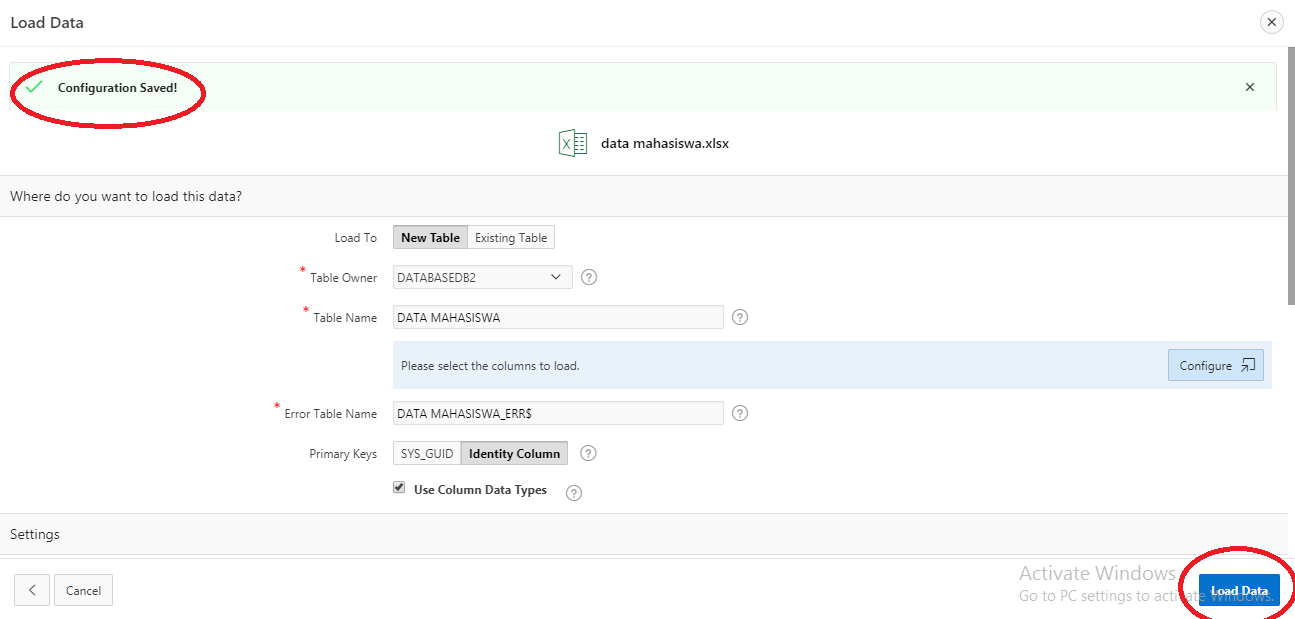 Load Data
Configuration Saved!
data mahasiswa.xlsx
Where do you want to load this data?
Load To New Table Existing Table
* Table Owner DATABASEDB2 ?
* Table Name DATA MAHASISWA ?
Please select the columns to load. Configure
* Error Table Name DATA MAHASISWA_ERR$ ?
Primary Keys SYS_GUID Identity Column ?
Use Column Data Types ?
Settings
Cancel
Activate Windows
Go to PC settings to activate Windows.
Load Data